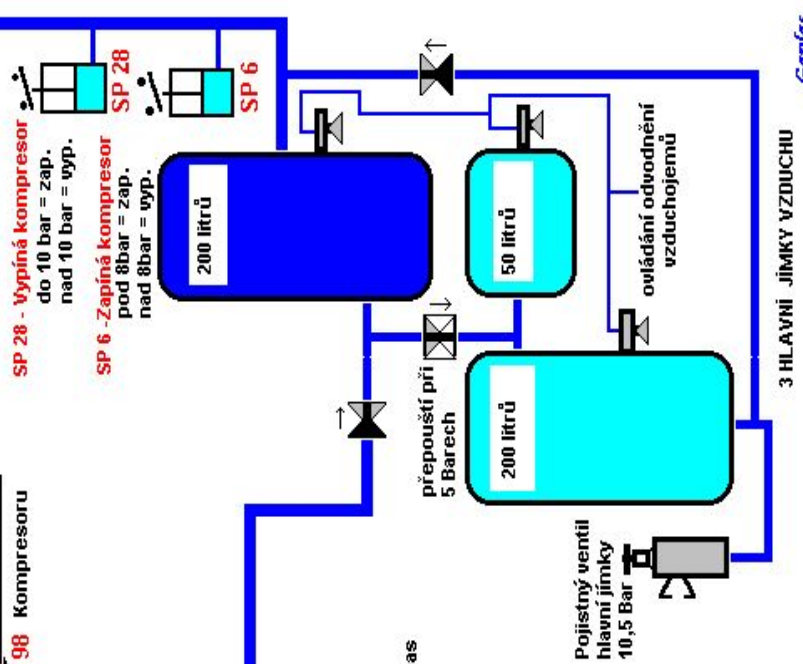 98 Kompresoru
SP 28 - Vypíná kompresor
do 10 bar = zap.
nad 10 bar = vyp.
SP 6 -Zapíná kompresor
pod 8bar = zap.
nad 8bar = vyp.
SP 28
SP 6
200 litrů
50 litrů
200 litrů
přepouští při
5 Barech
ovládání odvodnění
vzduchojemů
Pojistný ventil
hlavní jímky
10,5 Bar
3 HLAVNÍ JÍMKY VZDUCHU
as